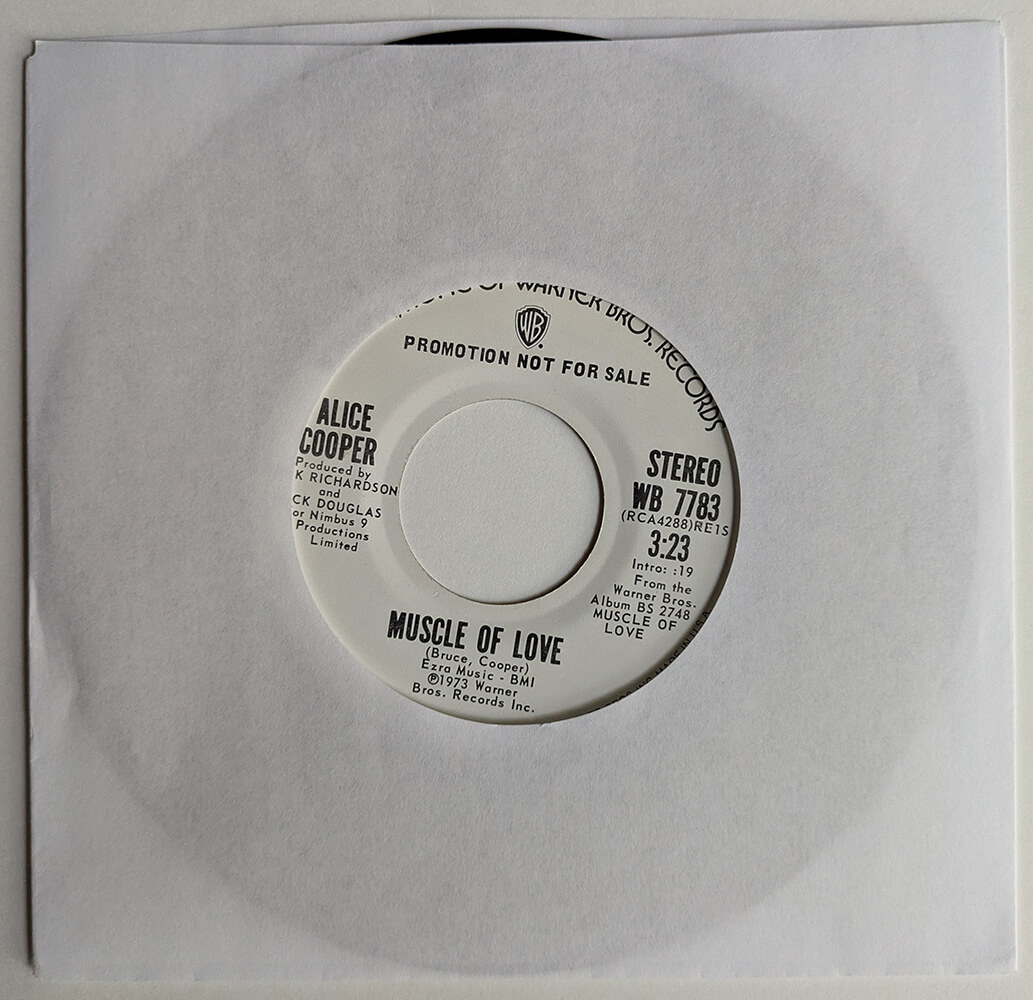 OF WARNER BROS. RECORDS
WB
PROMOTION NOT FOR SALE
ALICE
COOPER
Produced by
K RICHARDSON
and
CK DOUGLAS
or Nimbus 9
Productions
Limited
STEREO
WB 7783
(RCA4288)RE1S
3:23
Intro: :19
From the
Warner Bros.
Album BS 2748
MUSCLE OF
LOVE
MUSCLE OF LOVE
(Bruce, Cooper)
Ezra Music - BMI
℗1973 Warner
Bros. Records Inc.